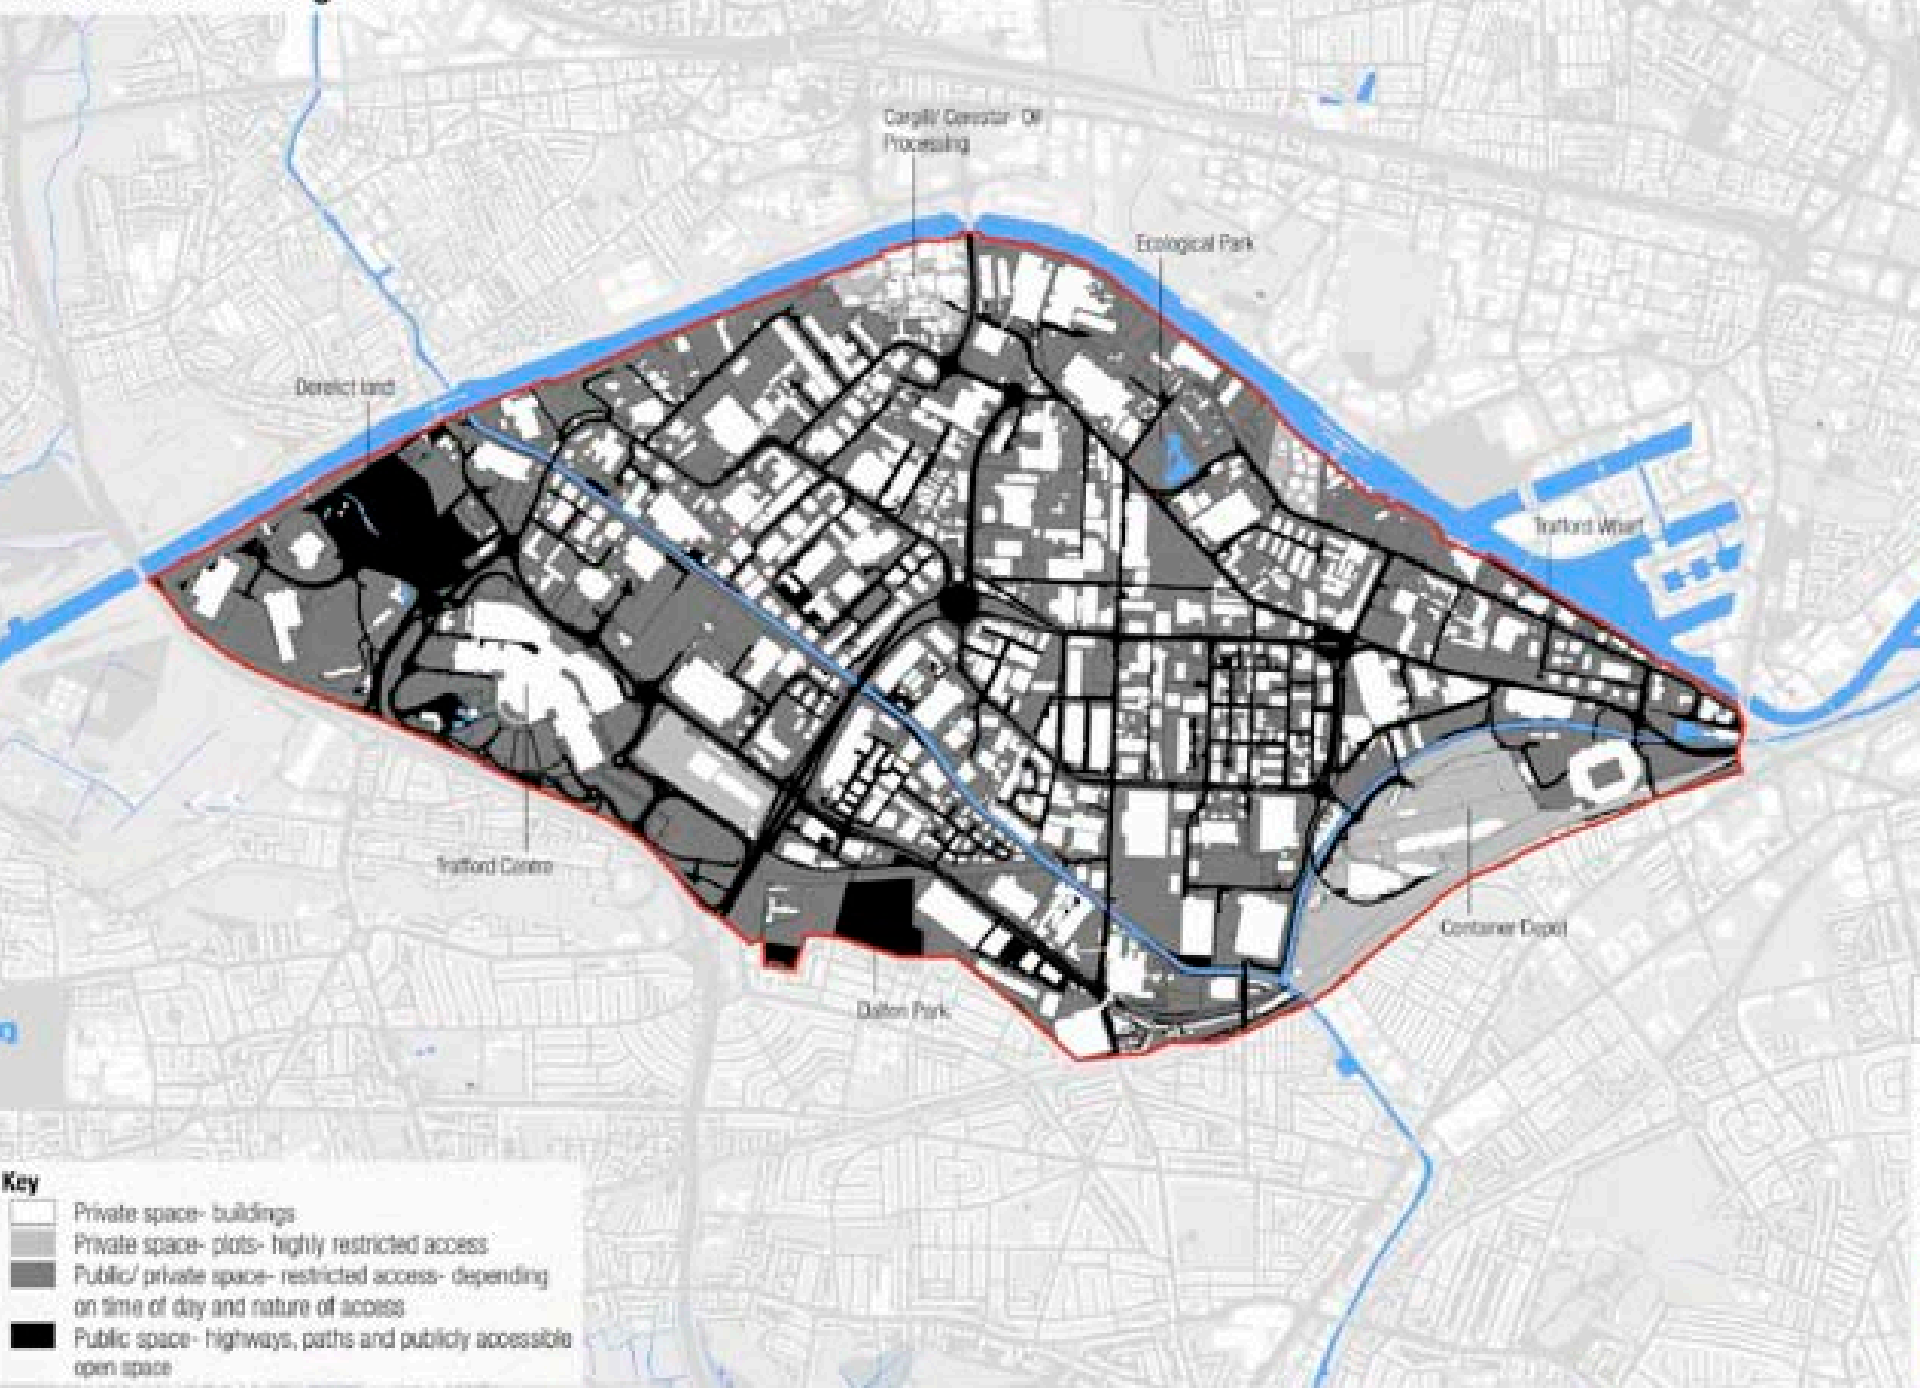 Cargill/ Cerestar- Oil
Processing
Ecological Park
Derelict land
Trafford Wharf
Trafford Centre
Container Depot
Dalton Park
Key
Private space- buildings
Private space- plots- highly restricted access
Public/ private space- restricted access- depending
on time of day and nature of access
Public space- highways, paths and publicly accessible
open space